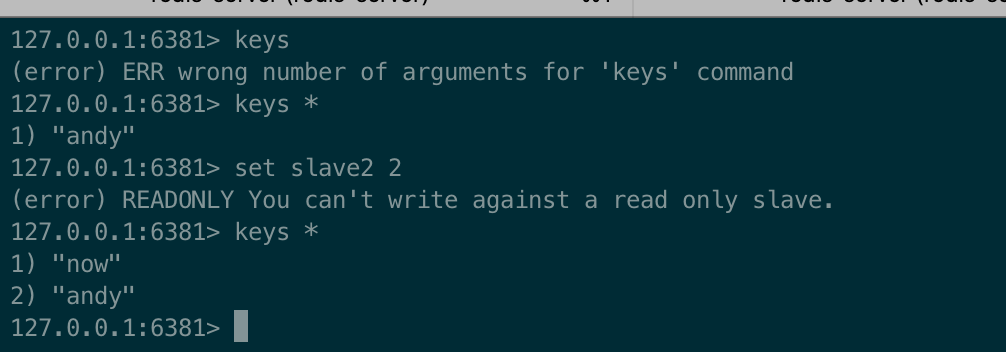 127.0.0.1:6381> keys
(error) ERR wrong number of arguments for 'keys' command
127.0.0.1:6381> keys *
1) "andy"
127.0.0.1:6381> set slave2 2
(error) READONLY You can't write against a read only slave.
127.0.0.1:6381> keys *
1) "now"
2) "andy"
127.0.0.1:6381>